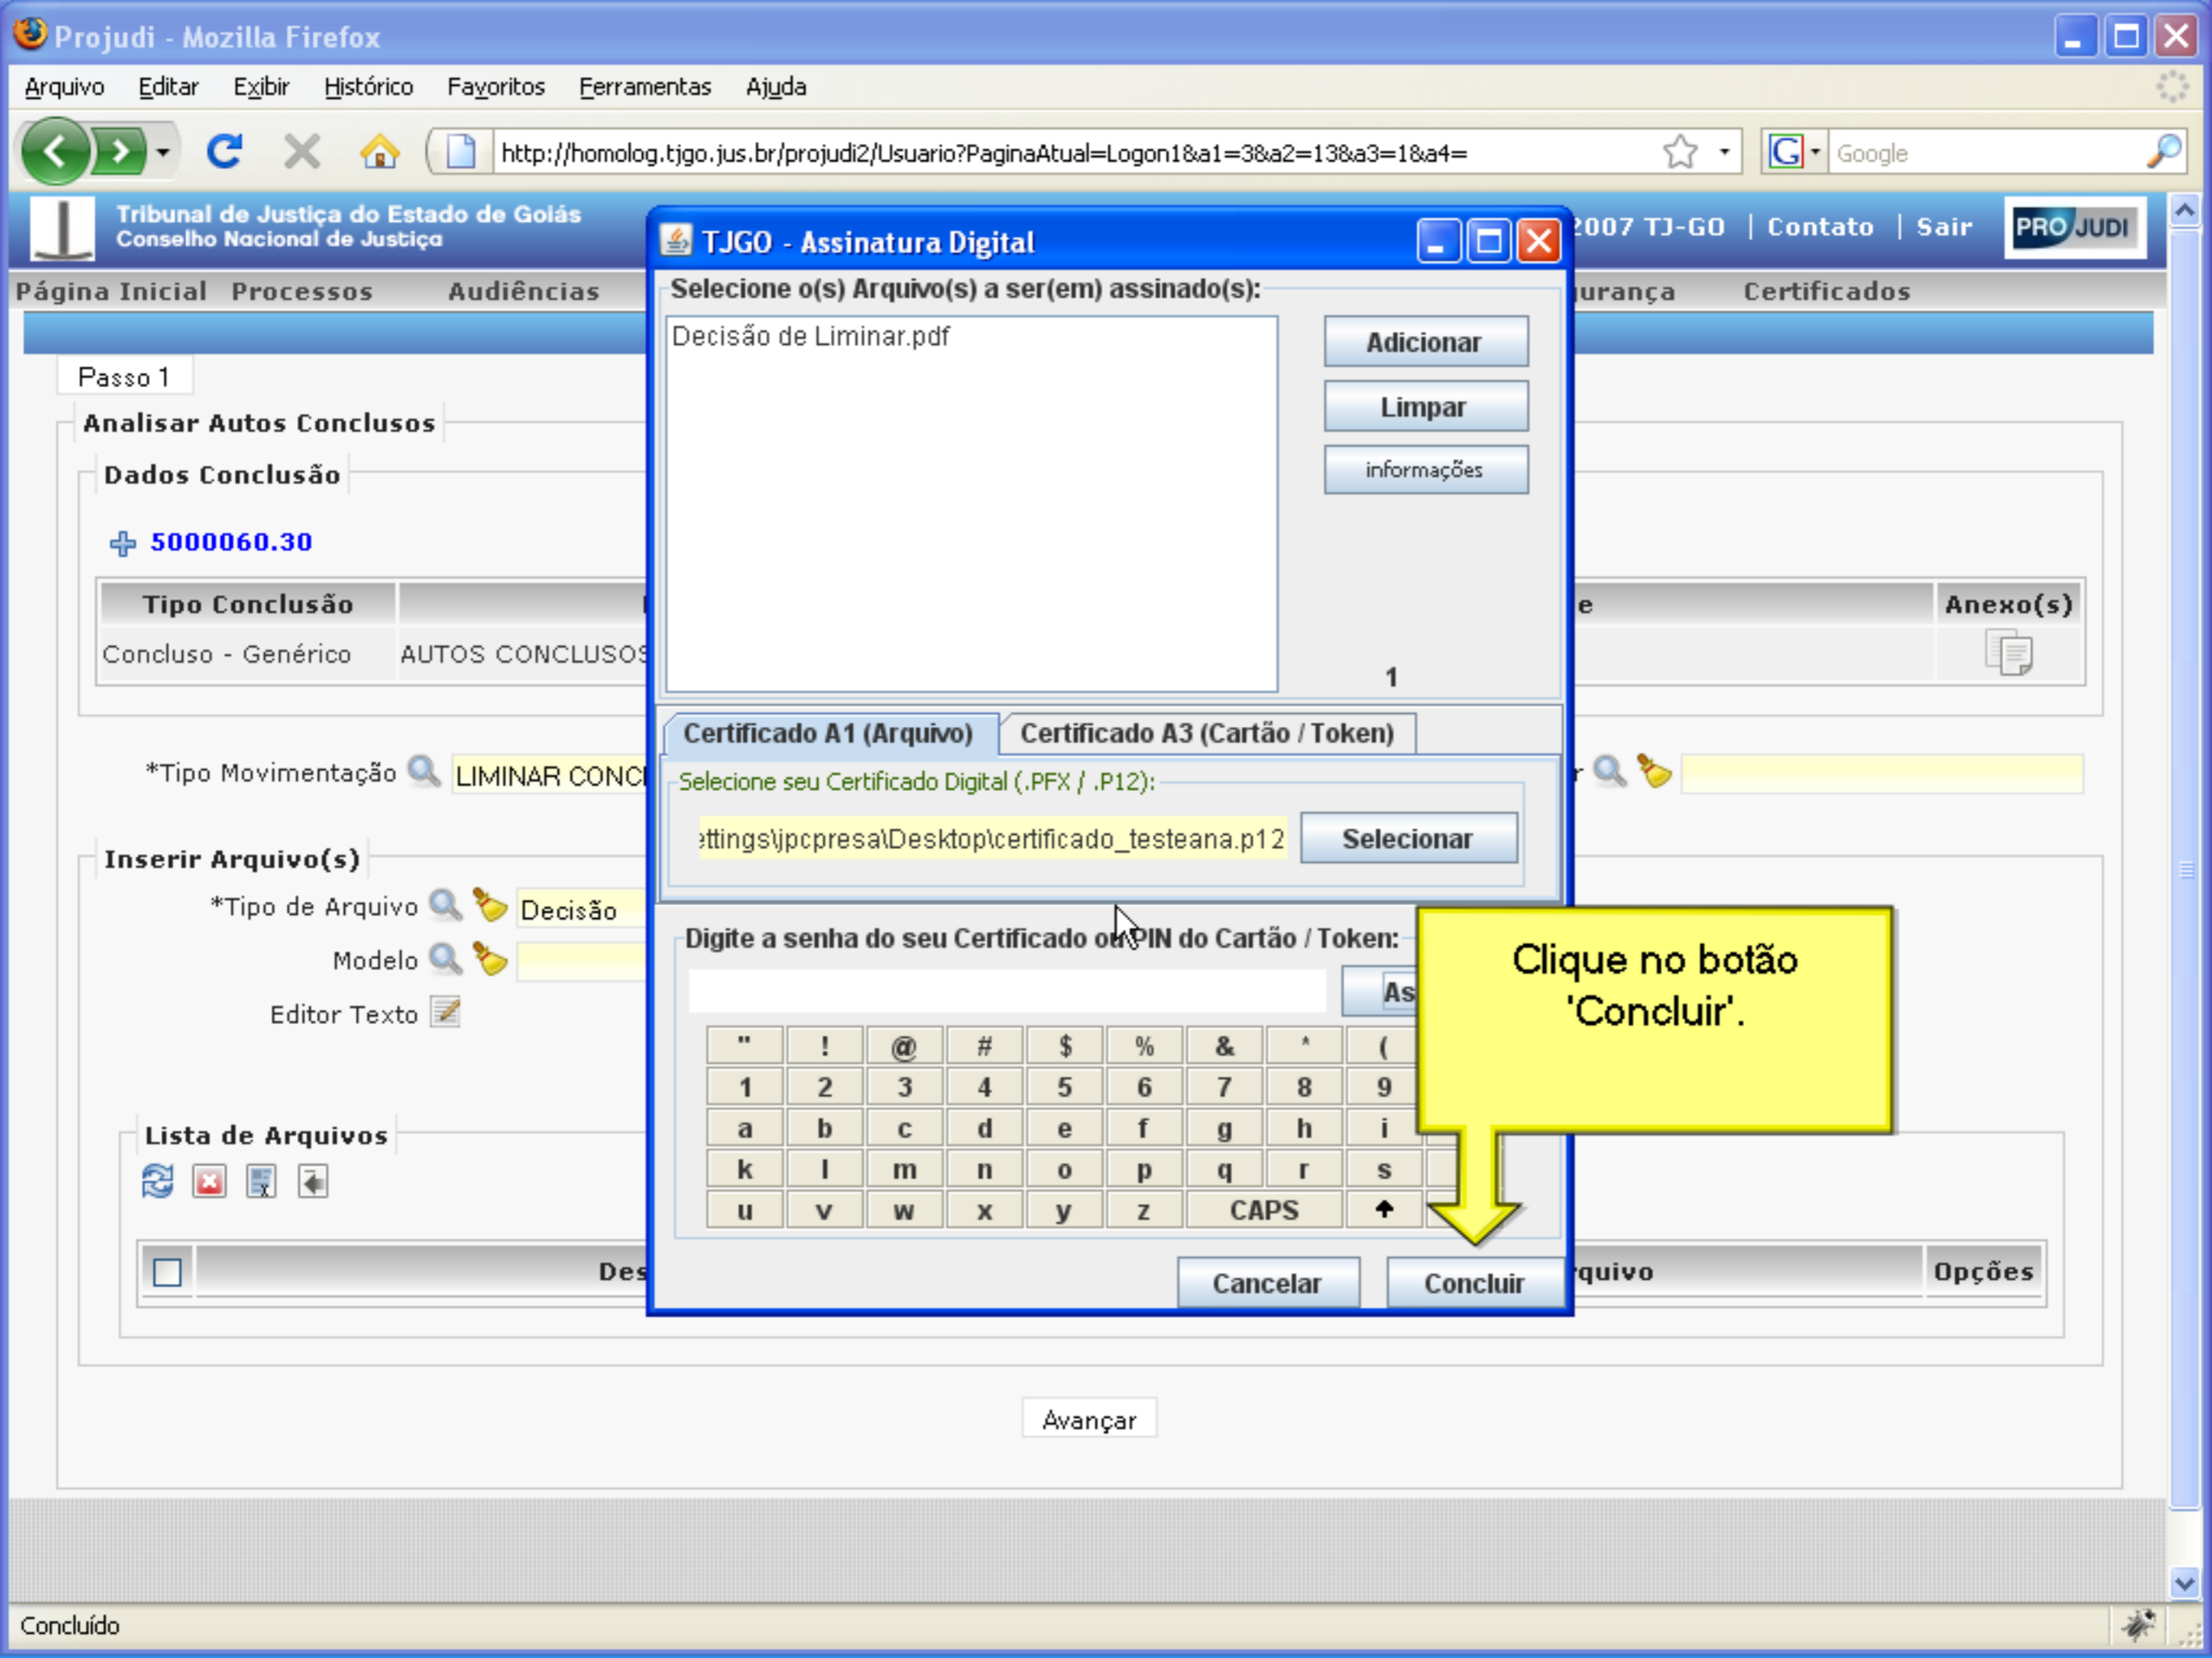 Projudi - Mozilla Firefox
Arquivo Editar Exibir Histórico Favoritos Ferramentas Ajuda
http://homolog.tjgo.jus.br/projudi2/Usuario?PaginaAtual=Logon1&a1=3&a2=13&a3=1&a4=
Google
Tribunal de Justiça do Estado de Goiás
Conselho Nacional de Justiça
2007 TJ-GO | Contato | Sair
PROJUDI
Página Inicial Processos Audiências
Certificados
Passo 1
Analisar Autos Conclusos
Dados Conclusão
5000060.30
Tipo Conclusão
Anexo(s)
Concluso - Genérico AUTOS CONCLUSOS
*Tipo Movimentação LIMINAR
Inserir Arquivo(s)
*Tipo de Arquivo Decisão
Modelo
Editor Texto
Lista de Arquivos
Opções
Avançar
TJGO - Assinatura Digital
Selecione o(s) Arquivo(s) a ser(em) assinado(s):
Decisão de Liminar.pdf
Adicionar
Limpar
informações
1
Certificado A1 (Arquivo) Certificado A3 (Cartão / Token)
Selecione seu Certificado Digital (.PFX / .P12):
ettings\jpcpresa\Desktop\certificado_testeana.p12 Selecionar
Digite a senha do seu Certificado ou PIN do Cartão / Token:
" ! @ # $ % & * (
1 2 3 4 5 6 7 8 9
a b c d e f g h i
k l m n o p q r s
u v w x y z CAPS
Cancelar Concluir
Clique no botão
'Concluir'.
Concluído